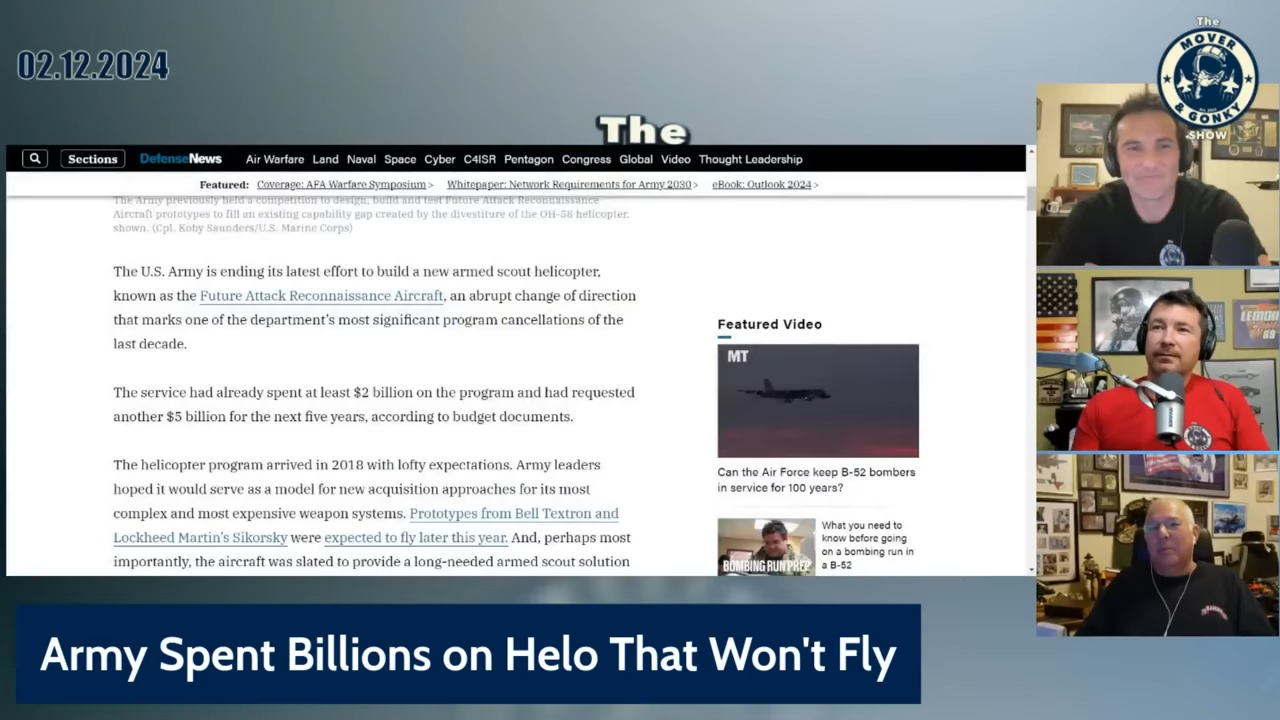 02.12.2024
The
MOVER
& GONKY
SHOW
The
Sections
DefenseNews
Air Warfare Land Naval Space Cyber C4ISR Pentagon Congress Global Video Thought Leadership
Featured: Coverage: AFA Warfare Symposium > Whitepaper: Network Requirements for Army 2030 > eBook: Outlook 2024 >
The Army previously held a competition to design, build and test Future Attack Reconnaissance
Aircraft prototypes to fill an existing capability gap created by the divestiture of the OH-58 helicopter,
shown. (Cpl. Koby Saunders/U.S. Marine Corps)
The U.S. Army is ending its latest effort to build a new armed scout helicopter,
known as the Future Attack Reconnaissance Aircraft, an abrupt change of direction
that marks one of the department's most significant program cancellations of the
last decade.
The service had already spent at least $2 billion on the program and had requested
another $5 billion for the next five years, according to budget documents.
The helicopter program arrived in 2018 with lofty expectations. Army leaders
hoped it would serve as a model for new acquisition approaches for its most
complex and most expensive weapon systems. Prototypes from Bell Textron and
Lockheed Martin's Sikorsky were expected to fly later this year. And, perhaps most
importantly, the aircraft was slated to provide a long-needed armed scout solution
Featured Video
MT
Can the Air Force keep B-52 bombers
in service for 100 years?
BOMBING RUN PREP
What you need to
know before going
on a bombing run in
a B-52
Army Spent Billions on Helo That Won't Fly